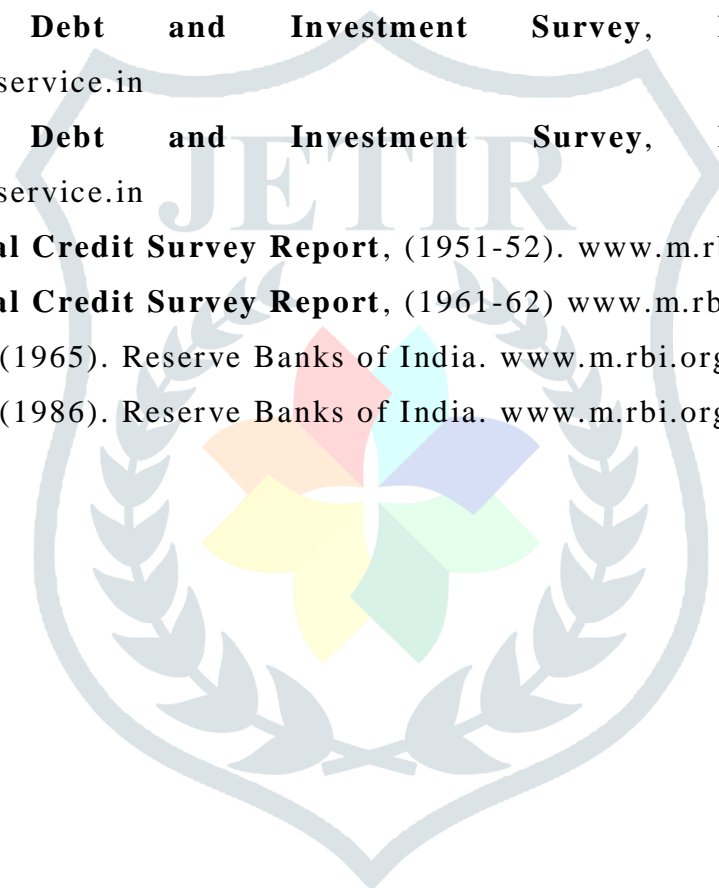 Debt and Investment Survey,
service.in
Debt and Investment Survey,
service.in
JETIR
al Credit Survey Report, (1951-52). www.m.rb
al Credit Survey Report, (1961-62) www.m.rb
(1965). Reserve Banks of India. www.m.rbi.org
(1986). Reserve Banks of India. www.m.rbi.org